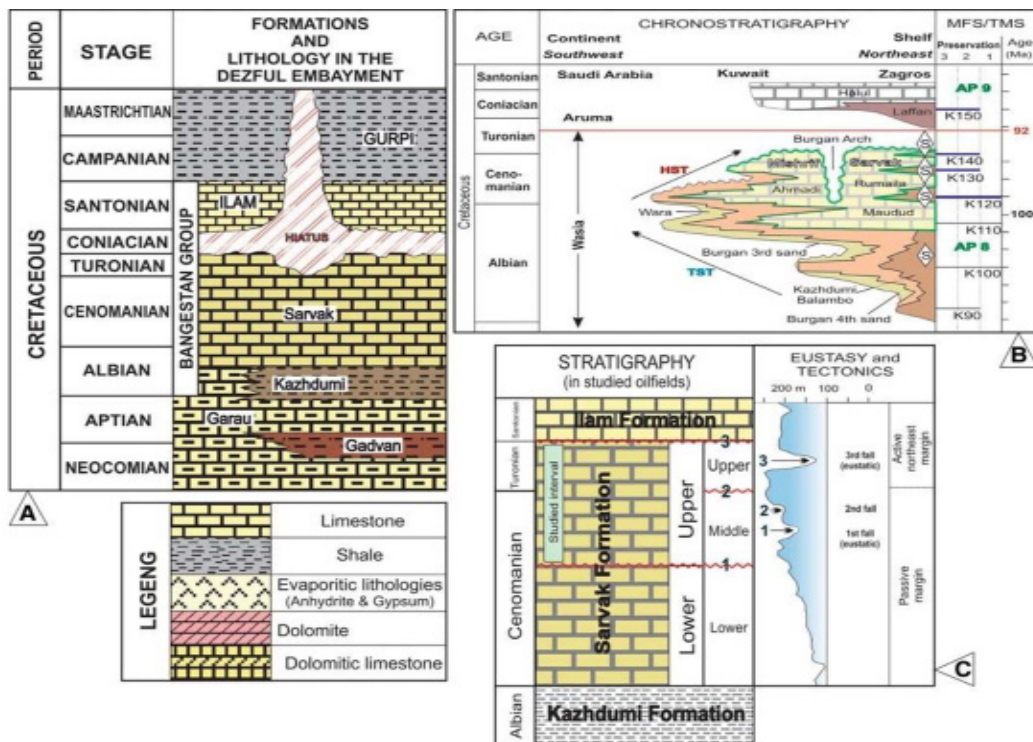 PERIOD
STAGE
FORMATIONS
AND
LITHOLOGY IN THE
DEZFUL EMBAYMENT
CRETACEOUS
MAASTRICHTIAN
CAMPANIAN
SANTONIAN
CONIACIAN
TURONIAN
CENOMANIAN
ALBIAN
APTIAN
NEOCOMIAN
BANGESTAN GROUP
GURPI
ILAM
HIATUS
Sarvak
Kazhdumi
Garau
Gadvan
A
LEGENG
Limestone
Shale
Evaporitic lithologies
(Anhydrite & Gypsum)
Dolomite
Dolomitic limestone
AGE
CHRONOSTRATIGRAPHY
Continent
Southwest
Shelf
Northeast
MFS/TMS
Preservation
3 2 1
Age
(Ma)
Cretaceous
Santonian
Coniacian
Turonian
Ceno-
manian
Albian
Saudi Arabia
Kuwait
Zagros
Halul
Laffan
Aruma
Wasia
Burgan Arch
HST
Mishrif
Sarvak
Ahmadi
Rumaila
Wara
Maudud
Burgan 3rd sand
TST
Kazhdumi
Balambo
Burgan 4th sand
S
S
S
S
AP 9
K150
92
K140
K130
K120
100
K110
AP 8
K100
K90
B
STRATIGRAPHY
(in studied oilfields)
EUSTASY and
TECTONICS
200 m 100 0
Santonian
Turonian
Cenomanian
Albian
Ilam Formation
Studied interval
Sarvak Formation
Kazhdumi Formation
3
Upper
2
Upper
Middle
1
Lower
Lower
3
2
1
3rd fall
(eustatic)
2nd fall
1st fall
(eustatic)
Active
northeast
margin
Passive
margin
C